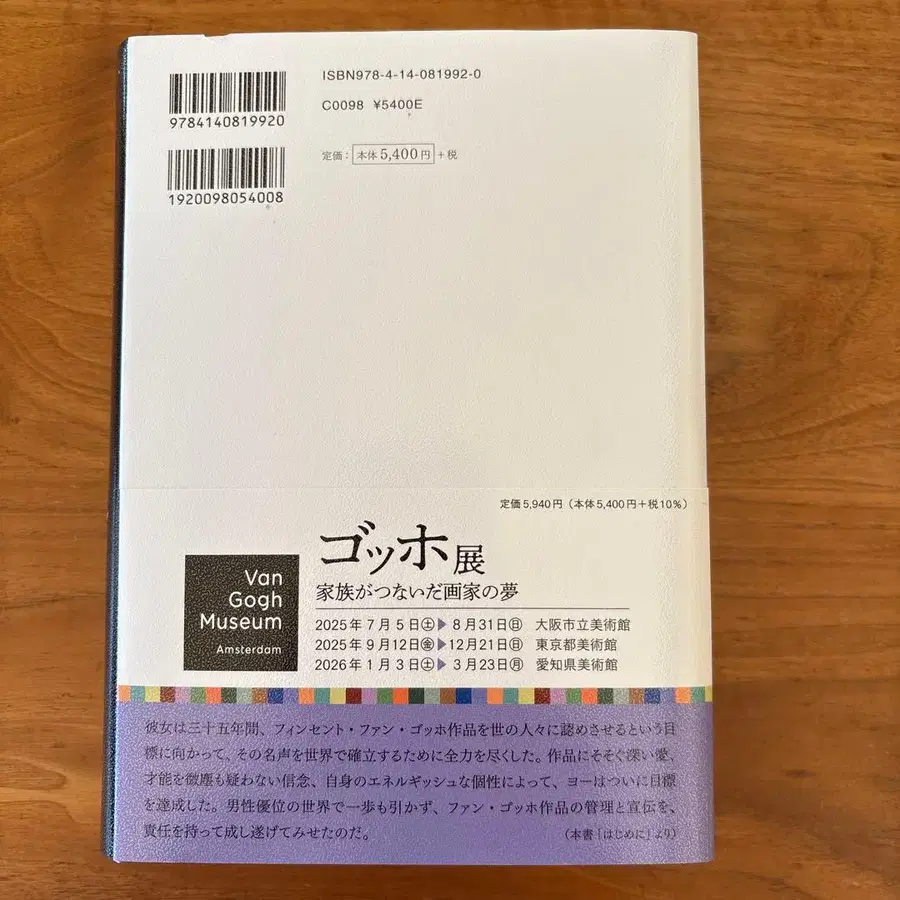 ISBN978-4-14-081992-0
C0098 ¥5400E
9784140819920
定価：本体5,400円＋税
1920098054008
定価5,940円（本体5,400円＋税10％）
Van
Gogh
Museum
Amsterdam
ゴッホ展
家族がつないだ画家の夢
2025年7月5日㊏▶8月31日㊐ 大阪市立美術館
2025年9月12日㊎▶12月21日㊐ 東京都美術館
2026年1月3日㊏▶3月23日㊊ 愛知県美術館
彼女は三十五年間、フィンセント・ファン・ゴッホ作品を世の人々に認めさせるという目
標に向かって、その名声を世界で確立するために全力を尽くした。作品にそそぐ深い愛、
才能を微塵も疑わない信念、自身のエネルギッシュな個性によって、ヨーはついに目標
を達成した。男性優位の世界で一歩も引かず、ファン・ゴッホ作品の管理と宣伝を、
責任を持って成し遂げてみせたのだ。
（本書「はじめに」より）